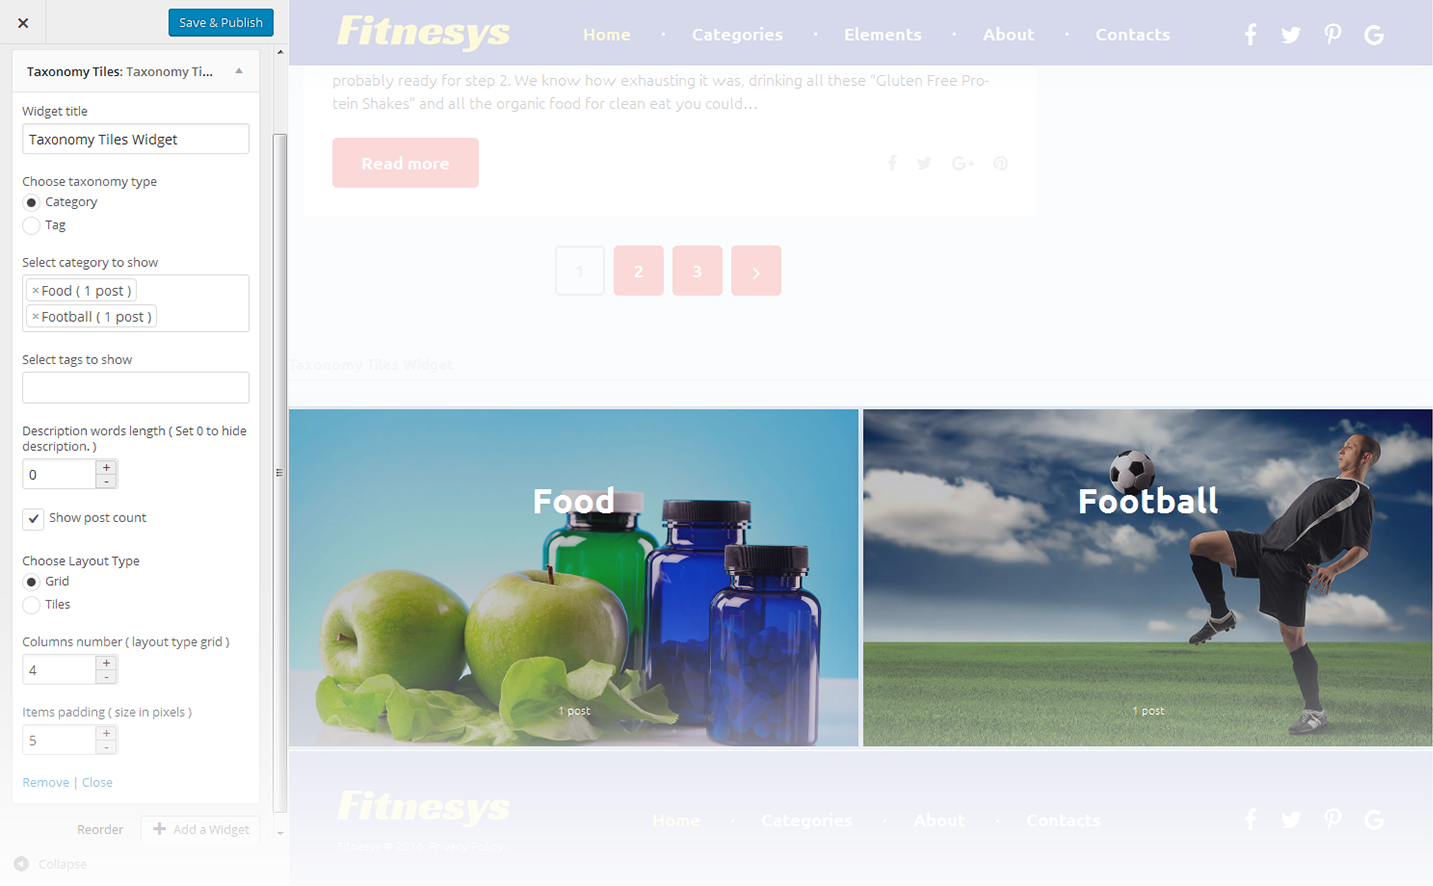 Save & Publish
Taxonomy Tiles: Taxonomy Ti...
Widget title
Taxonomy Tiles Widget
Choose taxonomy type
Category
Tag
Select category to show
× Food ( 1 post )
× Football ( 1 post )
Select tags to show
Description words length ( Set 0 to hide
description. )
0
+
-
Show post count
Choose Layout Type
Grid
Tiles
Columns number ( layout type grid )
4
+
-
Items padding ( size in pixels )
5
+
-
Remove | Close
Reorder
Add a Widget
Collapse
Fitnesys
Home · Categories · Elements · About · Contacts
probably ready for step 2. We know how exhausting it was, drinking all these “Gluten Free Pro-
tein Shakes” and all the organic food for clean eat you could…
Read more
1 2 3
Taxonomy Tiles Widget
Food
1 post
Football
1 post
Fitnesys
Home · Categories · About · Contacts
Fitnesys © 2016. Privacy Policy